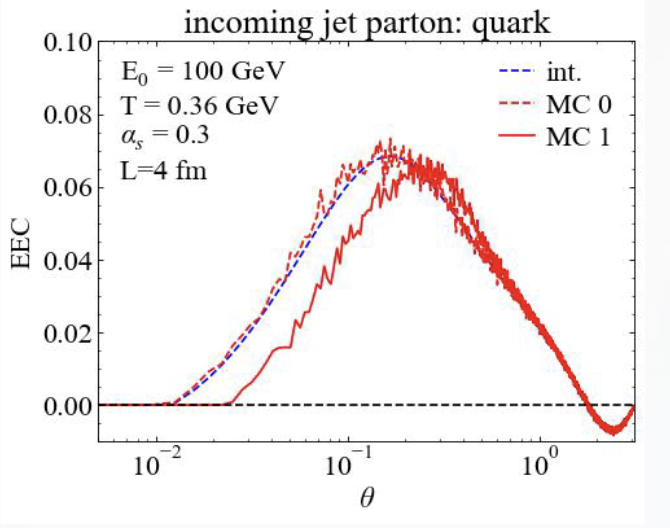 incoming jet parton: quark
E₀ = 100 GeV
T = 0.36 GeV
αₛ = 0.3
L=4 fm
int.
MC 0
MC 1
EEC
0.10
0.08
0.06
0.04
0.02
0.00
10⁻²
10⁻¹
10⁰
θ